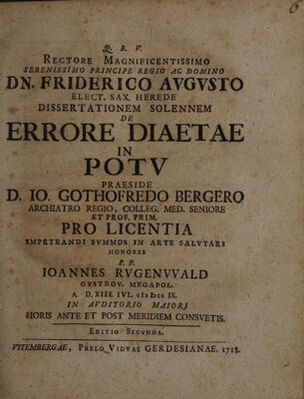 Q. B. V.
RECTORE MAGNIFICENTISSIMO
SERENISSIMO PRINCIPE REGIO AC DOMINO
DN. FRIDERICO AVGVSTO
ELECT. SAX. HEREDE
DISSERTATIONEM SOLENNEM
DE
ERRORE DIAETAE
IN
POTV
PRAESIDE
D. IO. GOTHOFREDO BERGERO
ARCHIATRO REGIO, COLLEG. MED. SENIORE
ET PROF. PRIM.
PRO LICENTIA
IMPETRANDI SVMMOS IN ARTE SALVTARI
HONORES
P. P.
IOANNES RVGENVVALD
GVSTROV. MEGAPOL.
A. D. XIII IVL. cIɔIɔcc IX.
IN AVDITORIO MAIORI
HORIS ANTE ET POST MERIDIEM CONSVETIS.
EDITIO SECVNDA.
VITEMBERGAE, PRELO VIDVAE GERDESIANAE. 1718.